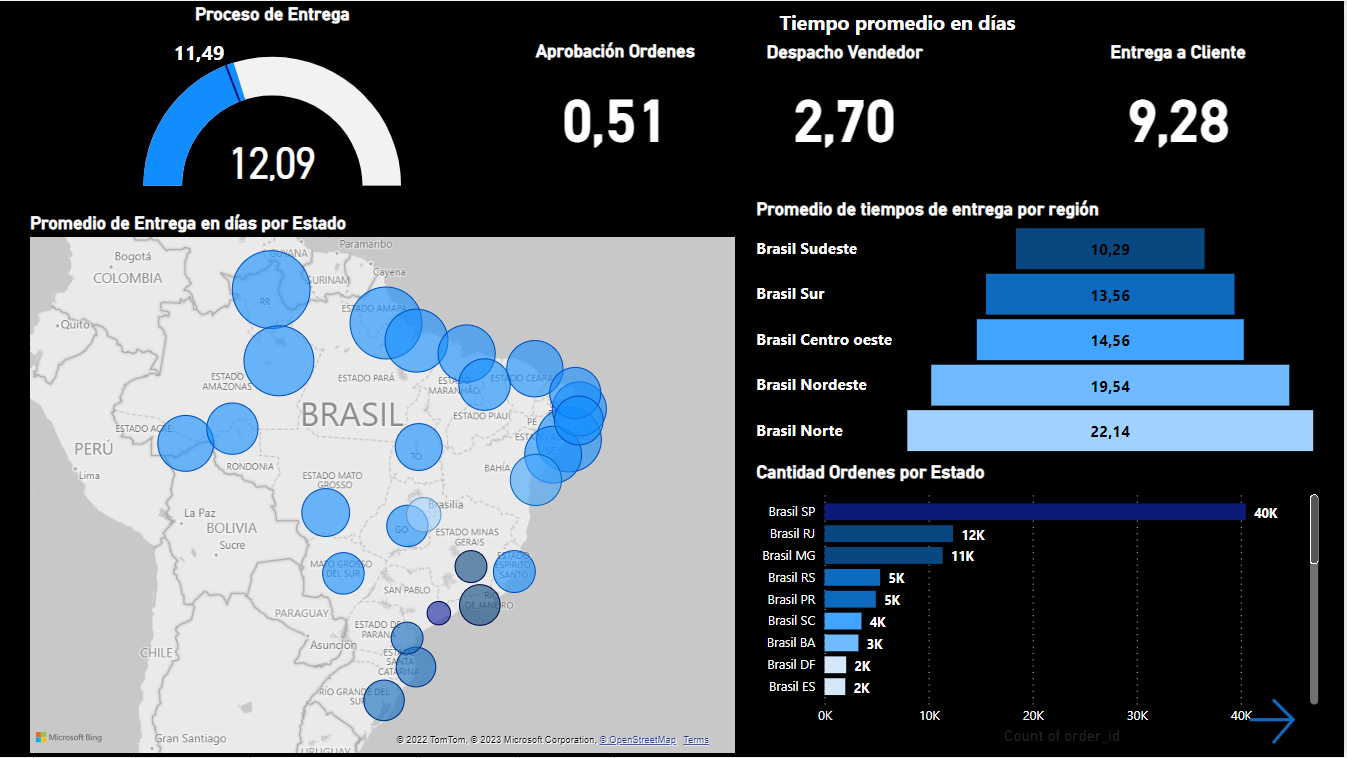 Proceso de Entrega
11,49
12,09
Tiempo promedio en días
Aprobación Ordenes
Despacho Vendedor
Entrega a Cliente
0,51
2,70
9,28
Promedio de Entrega en días por Estado
Paramaribo
GUYANA
Bogotá
SURINAM
Cayena
COLOMBIA
RR
ESTADO AMAPÁ
Quito
ESTADO
AMAZONAS
ESTADO PARÁ
ESTADO
MARANHÃO
ESTADO CEARÁ
BRASIL
ESTADO PIAUÍ
PE
ESTADO ACRE
PERÚ
TO
BAHÍA
RONDONIA
Lima
ESTADO MATO
GROSSO
La Paz
BOLIVIA
Brasilia
GO
Sucre
ESTADO MINAS
GERAIS
ESTADO
ESPÍRITO
SANTO
MATO GROSSO
DEL SUR
SAN PABLO
RÍO
DE JANEIRO
PARAGUAY
ESTADO DE
PARANÁ
Asunción
CHILE
SANTA
CATARINA
RÍO GRANDE DEL
SUR
Microsoft Bing
Gran Santiago
URUGUAY
© 2022 TomTom, © 2023 Microsoft Corporation, © OpenStreetMap Terms
Promedio de tiempos de entrega por región
Brasil Sudeste 10,29
Brasil Sur 13,56
Brasil Centro oeste 14,56
Brasil Nordeste 19,54
Brasil Norte 22,14
Cantidad Ordenes por Estado
Brasil SP 40K
Brasil RJ 12K
Brasil MG 11K
Brasil RS 5K
Brasil PR 5K
Brasil SC 4K
Brasil BA 3K
Brasil DF 2K
Brasil ES 2K
0K 10K 20K 30K 40K
Count of order_id